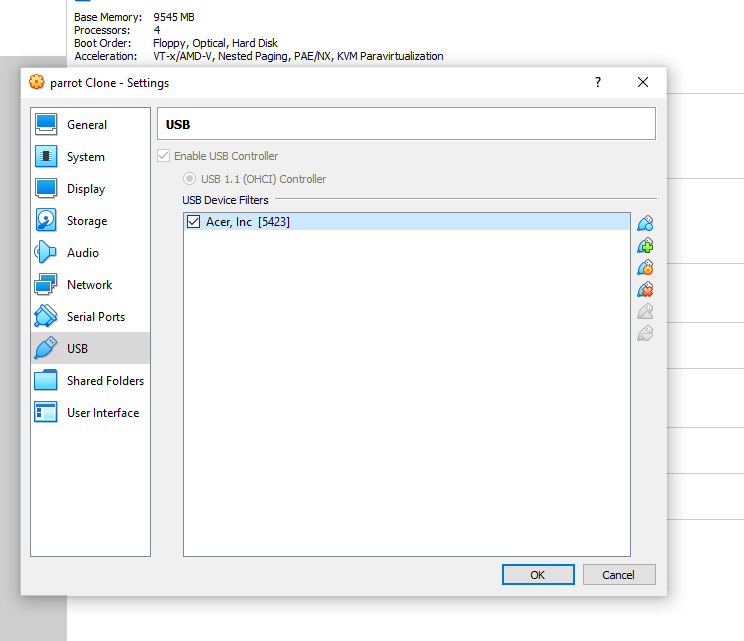 Base Memory: 9545 MB
Processors: 4
Boot Order: Floppy, Optical, Hard Disk
Acceleration: VT-x/AMD-V, Nested Paging, PAE/NX, KVM Paravirtualization
parrot Clone - Settings ?
General
System
Display
Storage
Audio
Network
Serial Ports
USB
Shared Folders
User Interface
USB
Enable USB Controller
USB 1.1 (OHCI) Controller
USB Device Filters
Acer, Inc [5423]
OK Cancel